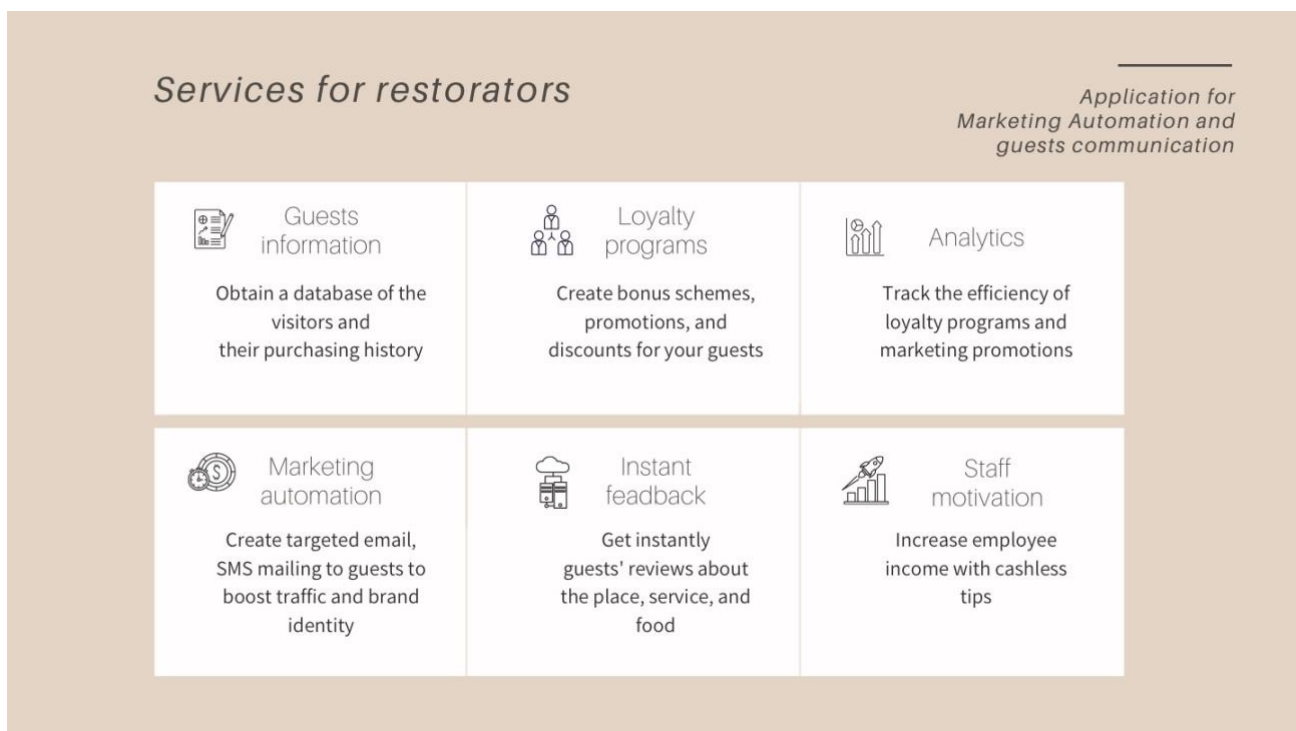 Services for restorators
Application for
Marketing Automation and
guests communication
Guests
information
Obtain a database of the
visitors and
their purchasing history
Loyalty
programs
Create bonus schemes,
promotions, and
discounts for your guests
Analytics
Track the efficiency of
loyalty programs and
marketing promotions
Marketing
automation
Create targeted email,
SMS mailing to guests to
boost traffic and brand
identity
Instant
feadback
Get instantly
guests' reviews about
the place, service, and
food
Staff
motivation
Increase employee
income with cashless
tips